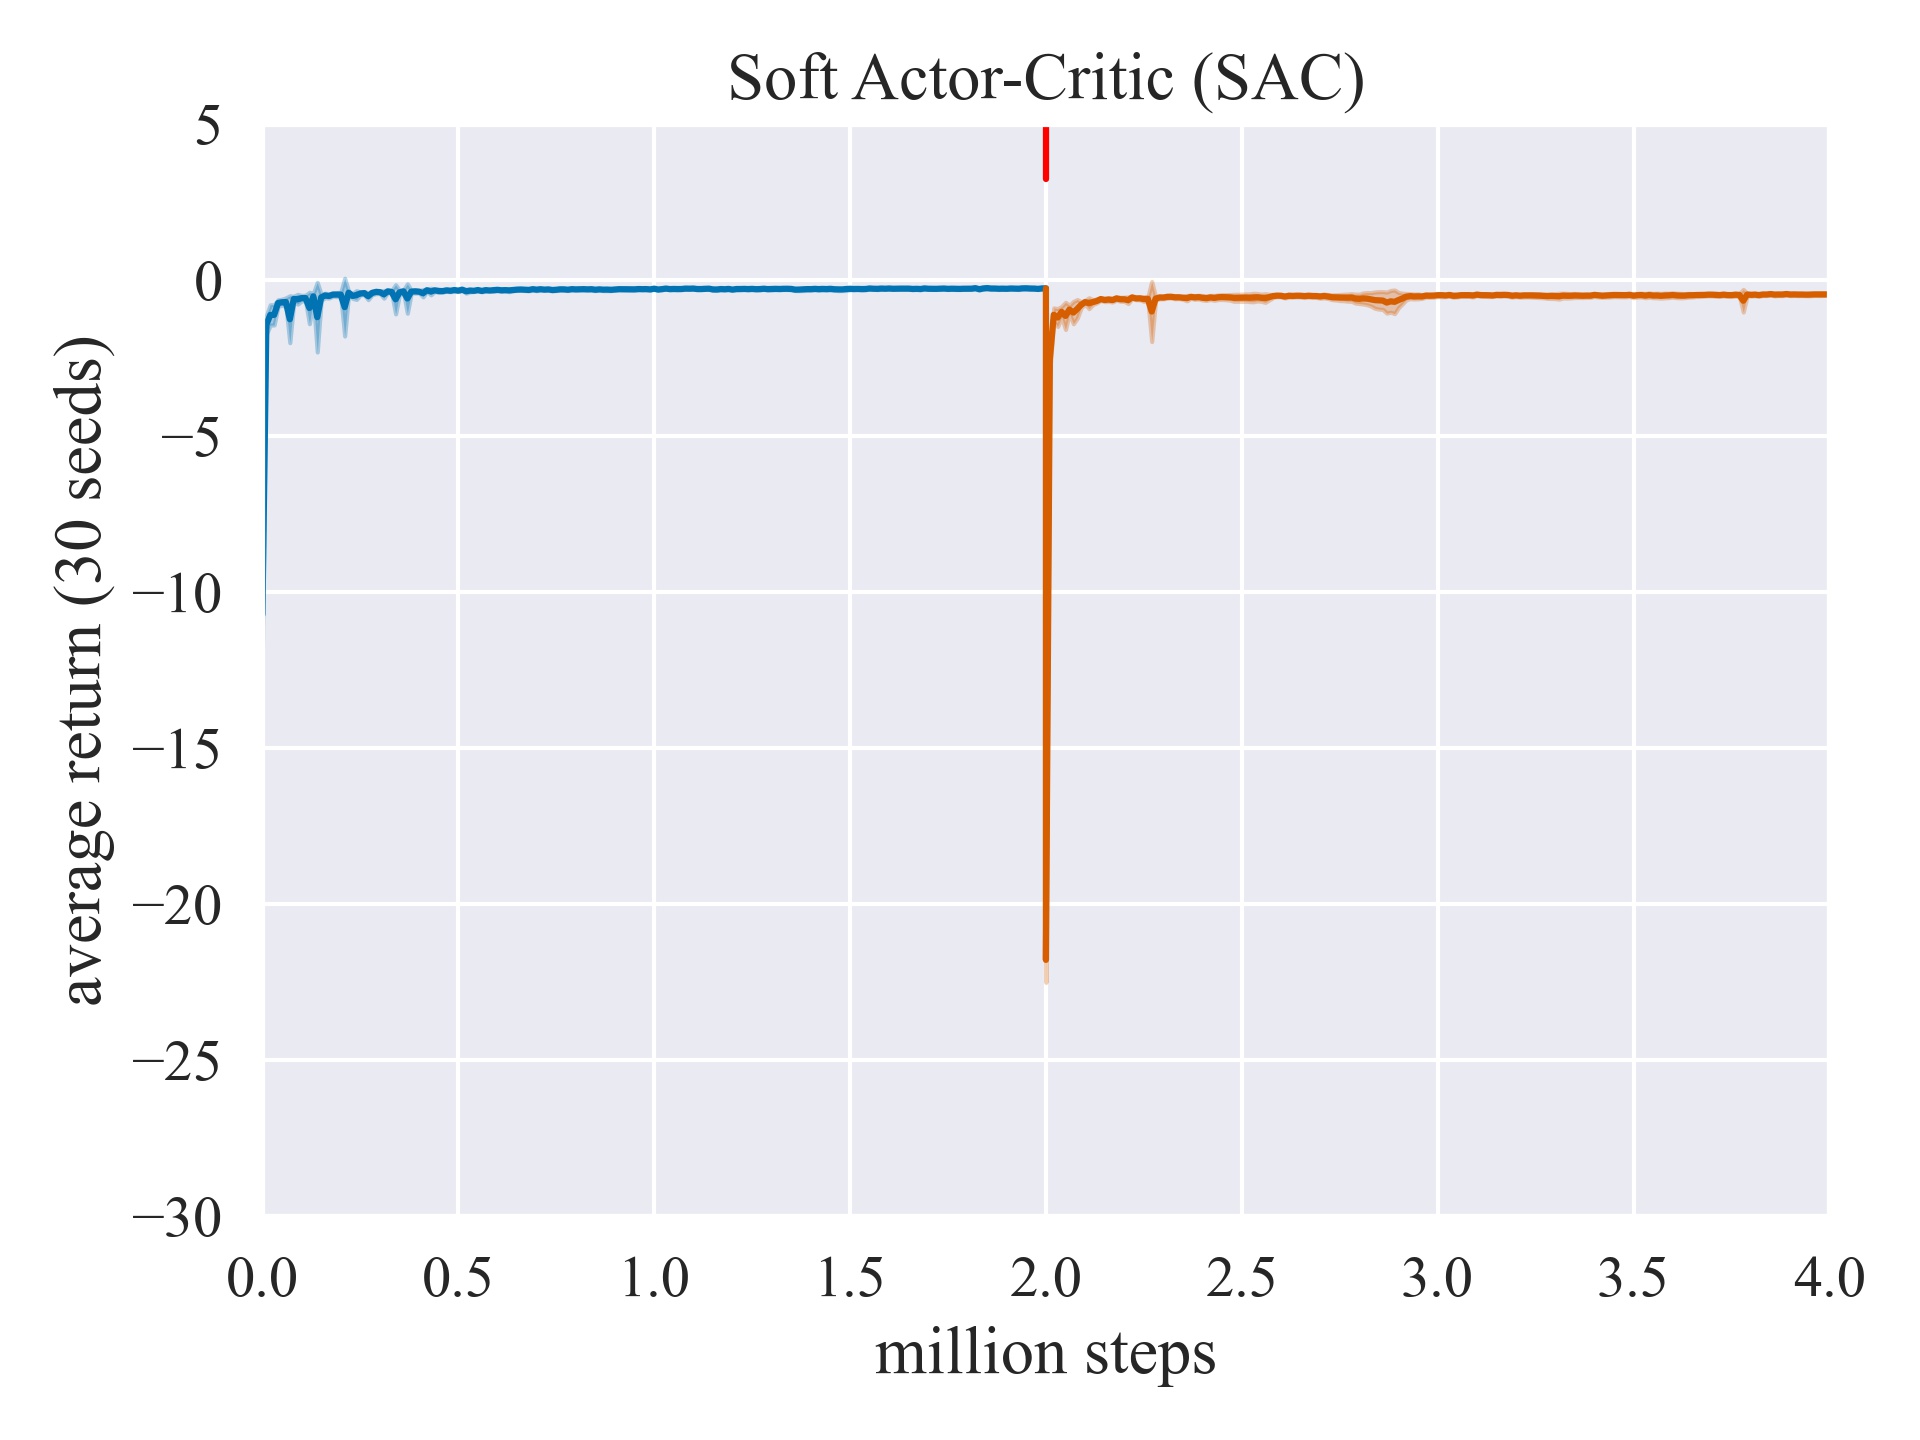 Soft Actor-Critic (SAC)
5
0
−5
−10
−15
−20
−25
−30
average return (30 seeds)
0.0 0.5 1.0 1.5 2.0 2.5 3.0 3.5 4.0
million steps